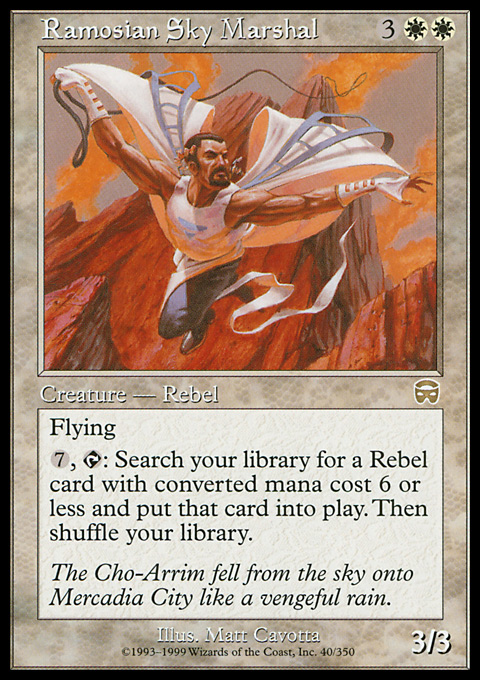 Ramosian Sky Marshal 3
Creature — Rebel
Flying
7, : Search your library for a Rebel
card with converted mana cost 6 or
less and put that card into play. Then
shuffle your library.
The Cho-Arrim fell from the sky onto
Mercadia City like a vengeful rain.
Illus. Matt Cavotta
©1993–1999 Wizards of the Coast, Inc. 40/350
3/3